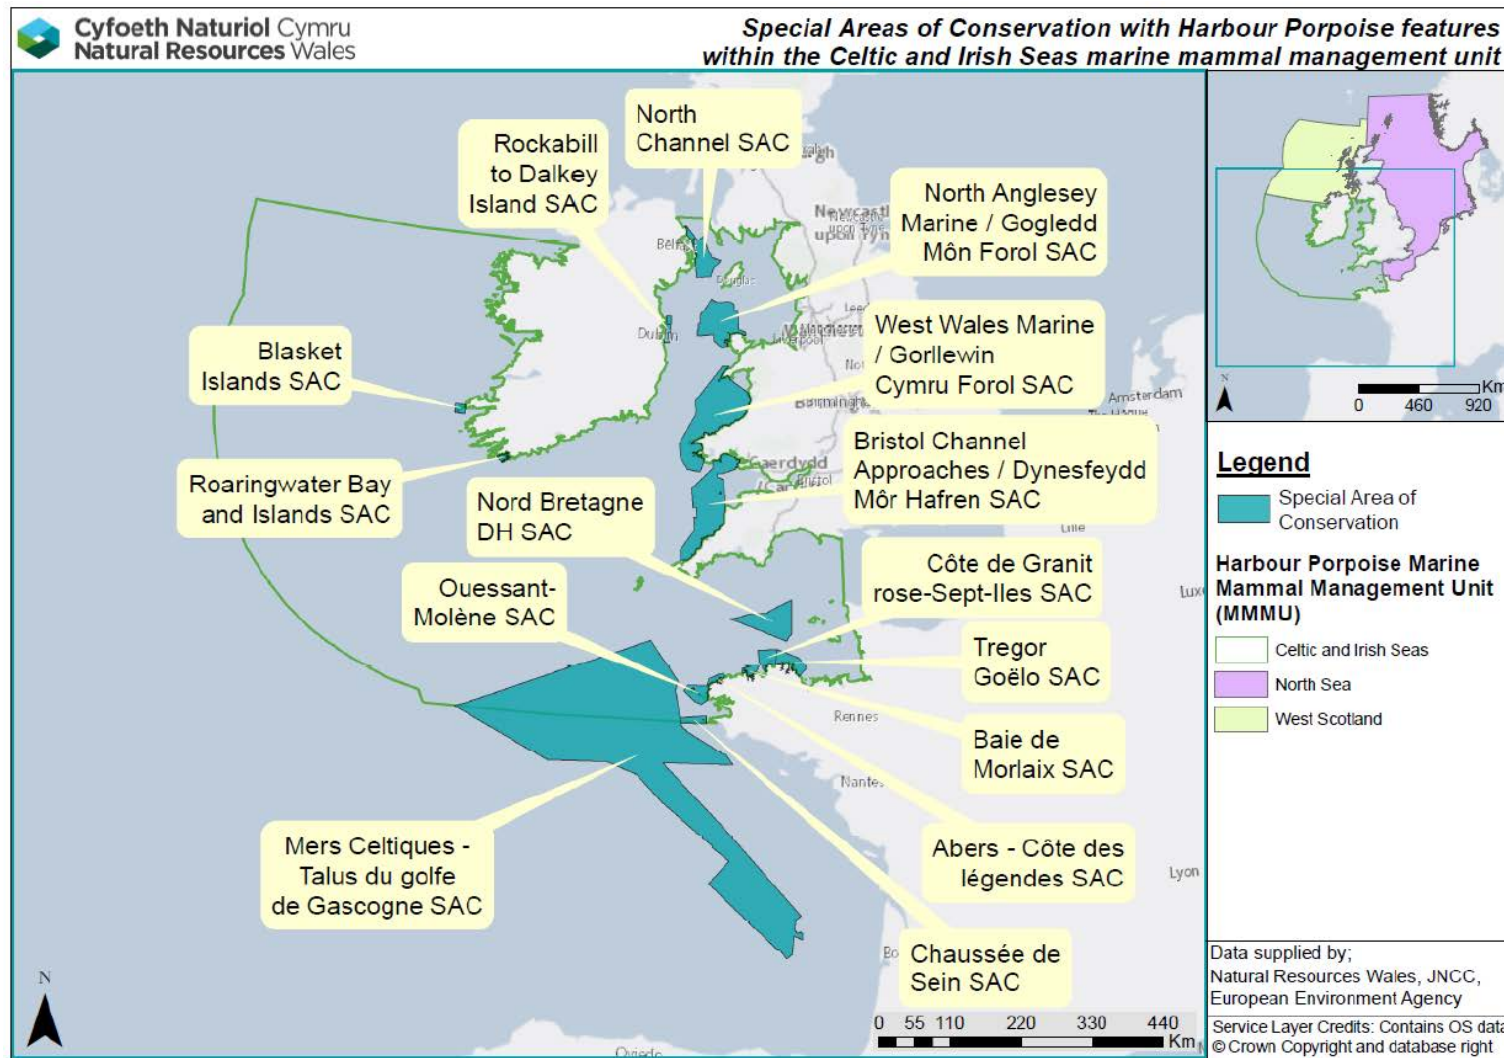 Cyfoeth Naturiol Cymru
Natural Resources Wales
Special Areas of Conservation with Harbour Porpoise features
within the Celtic and Irish Seas marine mammal management unit
North
Channel SAC
Rockabill
to Dalkey
Island SAC
North Anglesey
Marine / Gogledd
Môn Forol SAC
West Wales Marine
/ Gorllewin
Cymru Forol SAC
Blasket
Islands SAC
Bristol Channel
Approaches / Dynesfeydd
Môr Hafren SAC
Roaringwater Bay
and Islands SAC
Nord Bretagne
DH SAC
Côte de Granit
rose-Sept-Iles SAC
Ouessant-
Molène SAC
Tregor
Goëlo SAC
Baie de
Morlaix SAC
Mers Celtiques -
Talus du golfe
de Gascogne SAC
Abers - Côte des
légendes SAC
Chaussée de
Sein SAC
Douglas
Dublin
Amsterdam
Caerdydd
Bristol
Lille
Rennes
Nantes
Lyon
Oviedo
N
0 55 110 220 330 440
Km
N
Km
0 460 920
Legend
Special Area of
Conservation
Harbour Porpoise Marine
Mammal Management Unit
(MMMU)
Celtic and Irish Seas
North Sea
West Scotland
Data supplied by;
Natural Resources Wales, JNCC,
European Environment Agency
Service Layer Credits: Contains OS data
© Crown Copyright and database right